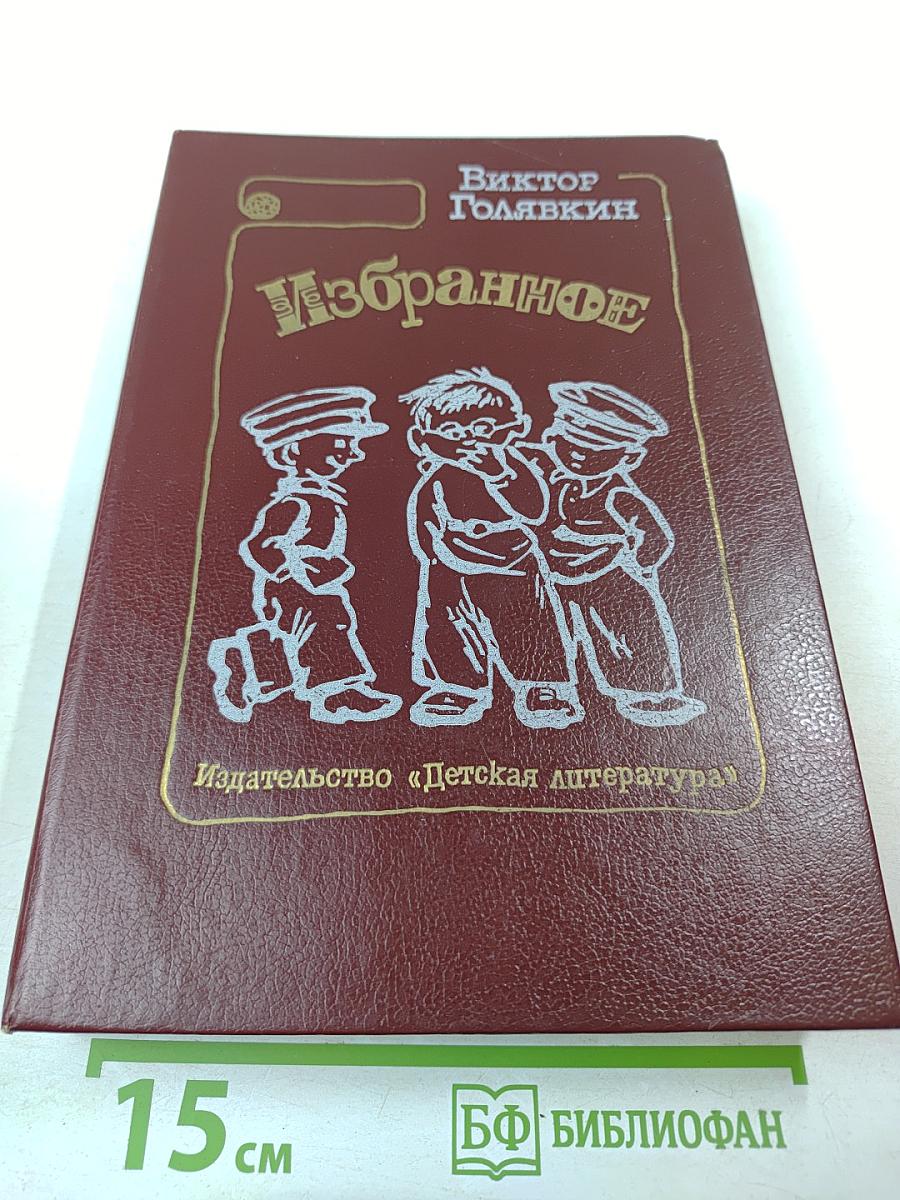 Виктор
Голявкин
Избранное
Издательство «Детская литература»
15 см
БФ БИБЛИОФАН